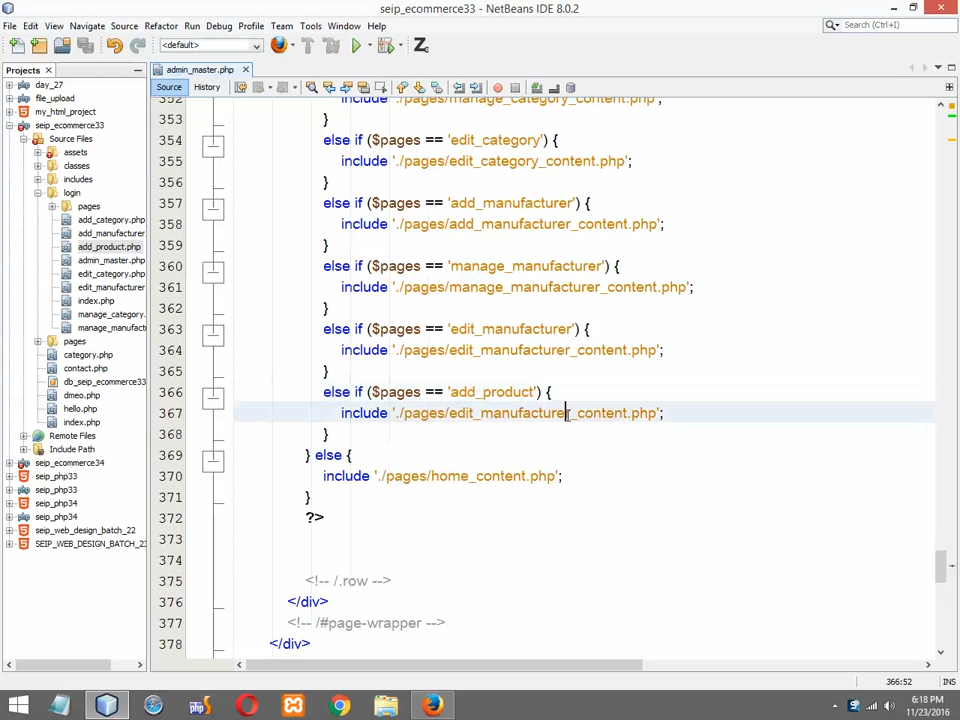 seip_ecommerce33 - NetBeans IDE 8.0.2
File Edit View Navigate Source Refactor Run Debug Profile Team Tools Window Help
Search (Ctrl+I)
<default>
Projects
admin_master.php
Source History
day_27
file_upload
my_html_project
seip_ecommerce33
Source Files
assets
classes
includes
login
pages
add_category.php
add_manufacturer
add_product.php
admin_master.php
edit_category.php
edit_manufacturer
index.php
manage_category.
manage_manufact
pages
category.php
contact.php
db_seip_ecommerce33
dmeo.php
hello.php
index.php
Remote Files
Include Path
seip_ecommerce34
seip_php33
seip_php33
seip_php34
seip_php34
seip_web_design_batch_22
SEIP_WEB_DESIGN_BATCH_23
352 include './pages/manage_category_content.php';
353 }
354 else if ($pages == 'edit_category') {
355 include './pages/edit_category_content.php';
356 }
357 else if ($pages == 'add_manufacturer') {
358 include './pages/add_manufacturer_content.php';
359 }
360 else if ($pages == 'manage_manufacturer') {
361 include './pages/manage_manufacturer_content.php';
362 }
363 else if ($pages == 'edit_manufacturer') {
364 include './pages/edit_manufacturer_content.php';
365 }
366 else if ($pages == 'add_product') {
367 include './pages/edit_manufacturer_content.php';
368 }
369 } else {
370 include './pages/home_content.php';
371 }
372 ?>
373
374
375 <!-- /.row -->
376 </div>
377 <!-- /#page-wrapper -->
378 </div>
366:52 INS
6:18 PM
11/23/2016